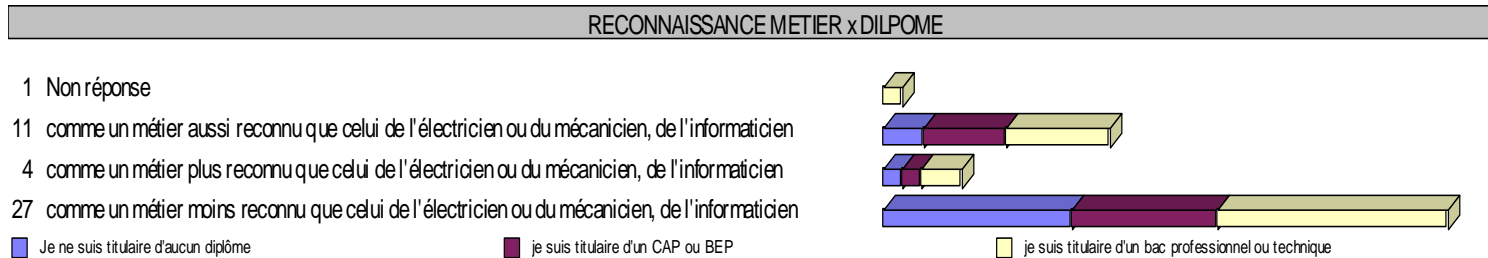 RECONNAISSANCE METIER x DILPOME
1 Non réponse
11 comme un métier aussi reconnu que celui de l'électricien ou du mécanicien, de l'informaticien
4 comme un métier plus reconnu que celui de l'électricien ou du mécanicien, de l'informaticien
27 comme un métier moins reconnu que celui de l'électricien ou du mécanicien, de l'informaticien
Je ne suis titulaire d'aucun diplôme je suis titulaire d'un CAP ou BEP je suis titulaire d'un bac professionnel ou technique